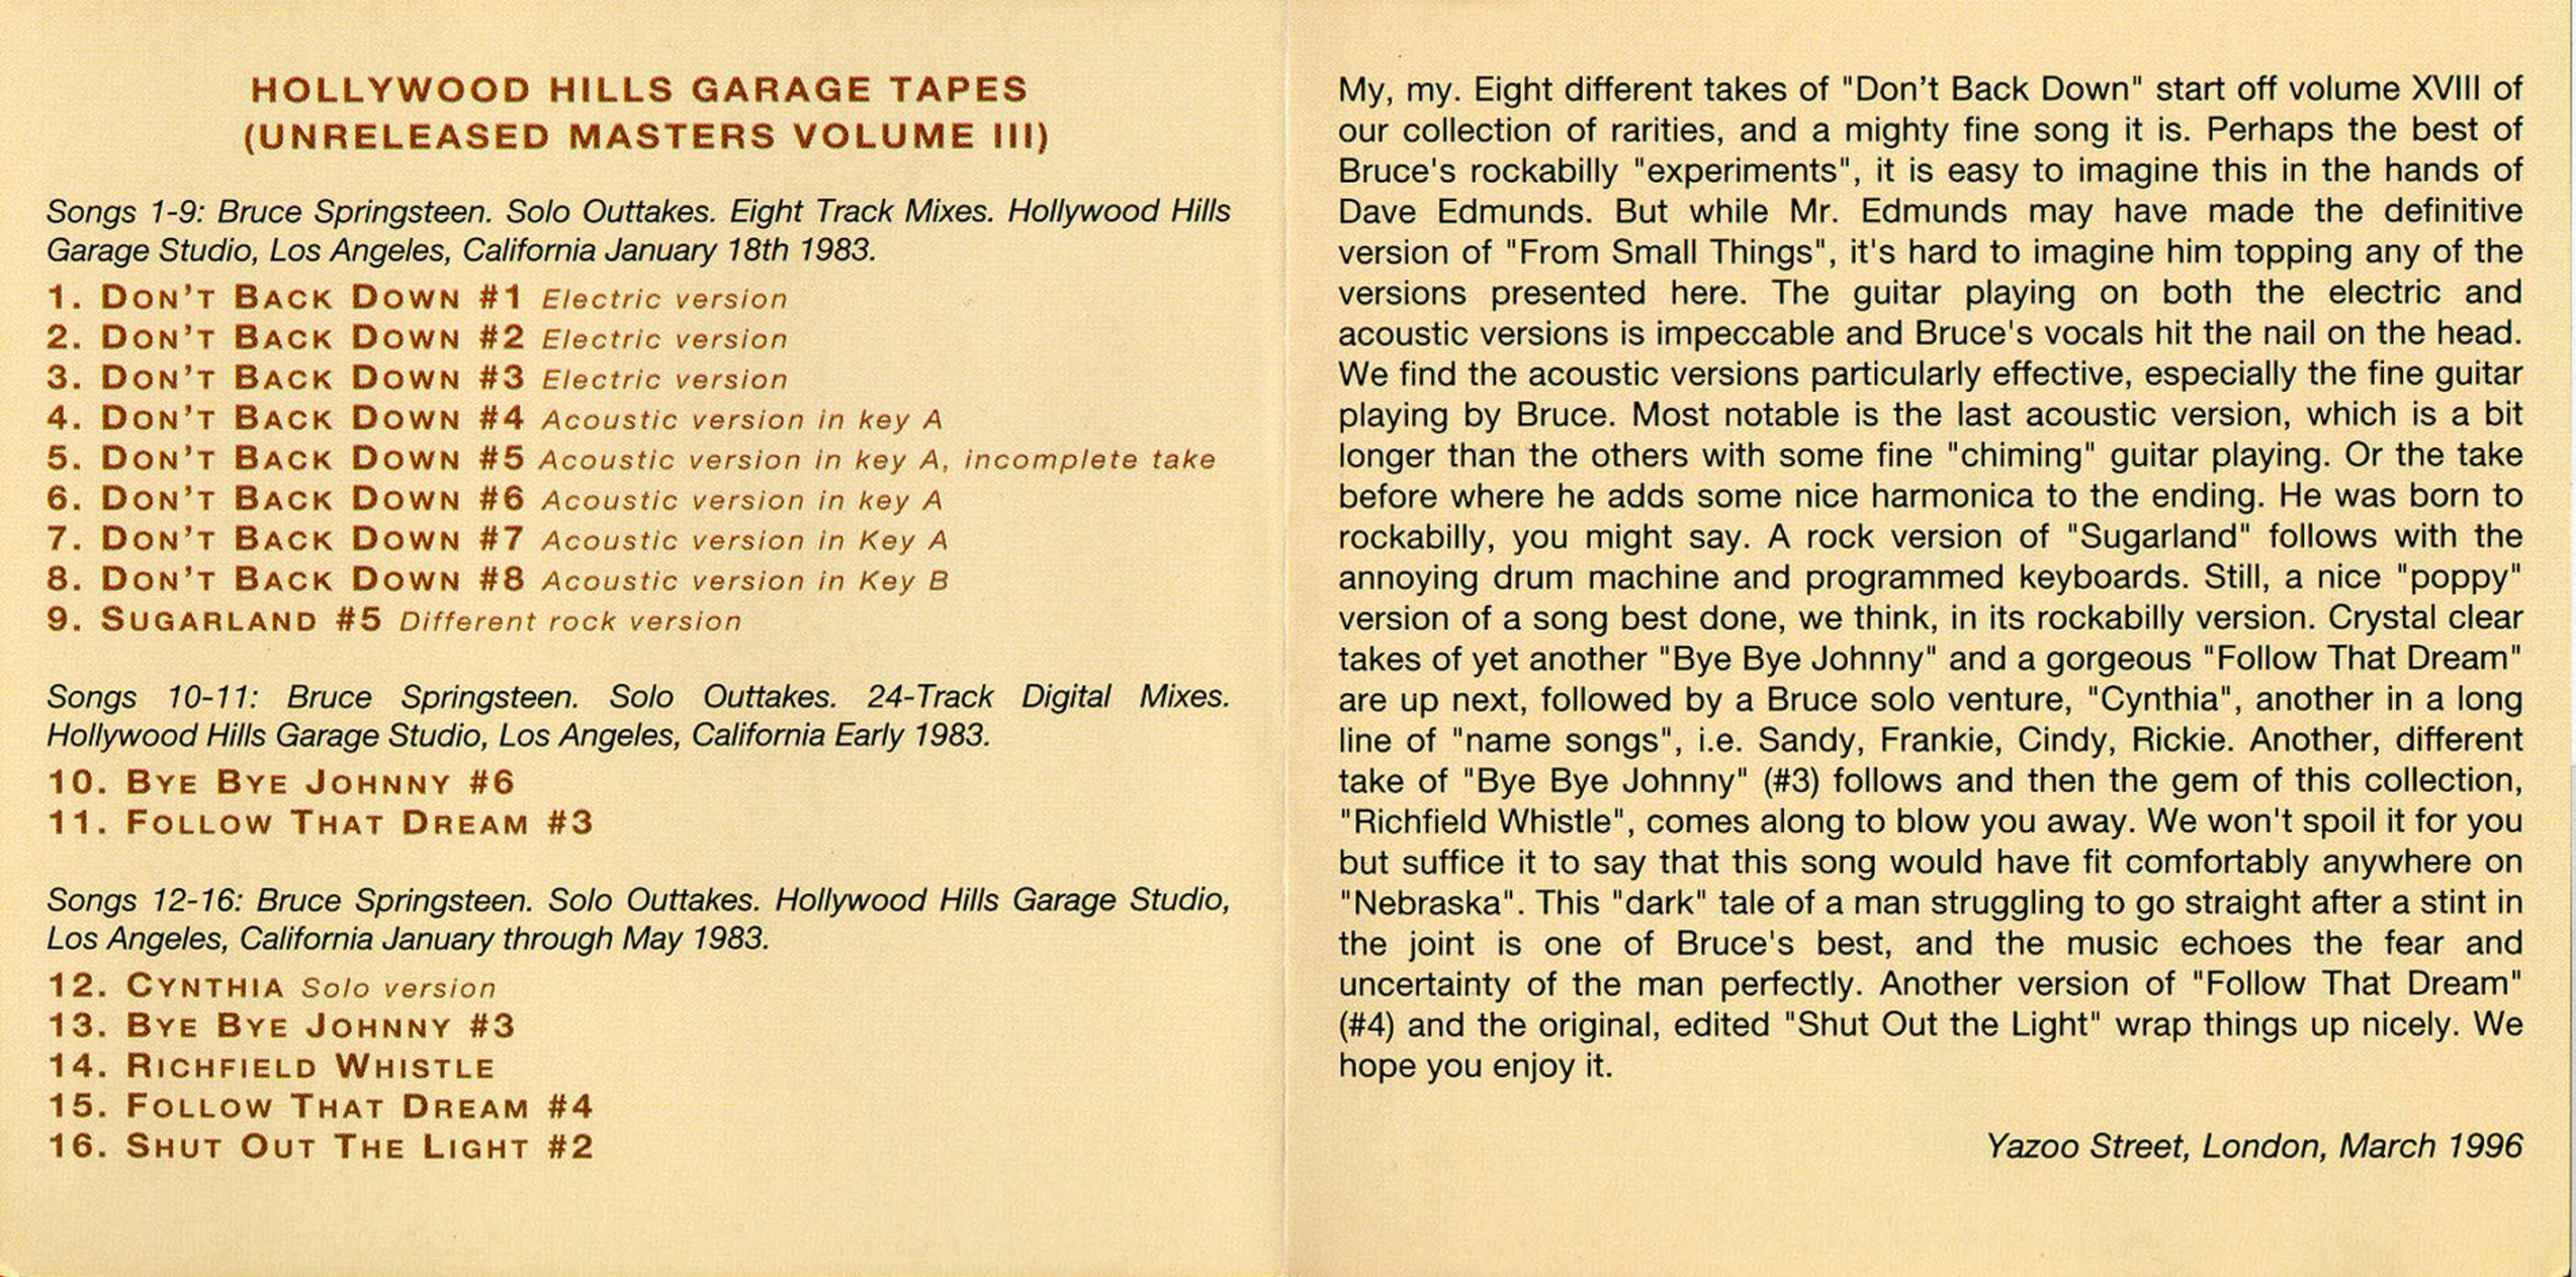 HOLLYWOOD HILLS GARAGE TAPES
(UNRELEASED MASTERS VOLUME III)
Songs 1-9: Bruce Springsteen. Solo Outtakes. Eight Track Mixes. Hollywood Hills
Garage Studio, Los Angeles, California January 18th 1983.
1. DON'T BACK DOWN #1 Electric version
2. DON'T BACK DOWN #2 Electric version
3. DON'T BACK DOWN #3 Electric version
4. DON'T BACK DOWN #4 Acoustic version in key A
5. DON'T BACK DOWN #5 Acoustic version in key A, incomplete take
6. DON'T BACK DOWN #6 Acoustic version in key A
7. DON'T BACK DOWN #7 Acoustic version in Key A
8. DON'T BACK DOWN #8 Acoustic version in Key B
9. SUGARLAND #5 Different rock version
Songs 10-11: Bruce Springsteen. Solo Outtakes. 24-Track Digital Mixes.
Hollywood Hills Garage Studio, Los Angeles, California Early 1983.
10. BYE BYE JOHNNY #6
11. FOLLOW THAT DREAM #3
Songs 12-16: Bruce Springsteen. Solo Outtakes. Hollywood Hills Garage Studio,
Los Angeles, California January through May 1983.
12. CYNTHIA Solo version
13. BYE BYE JOHNNY #3
14. RICHFIELD WHISTLE
15. FOLLOW THAT DREAM #4
16. SHUT OUT THE LIGHT #2
My, my. Eight different takes of "Don't Back Down" start off volume XVIII of
our collection of rarities, and a mighty fine song it is. Perhaps the best of
Bruce's rockabilly "experiments", it is easy to imagine this in the hands of
Dave Edmunds. But while Mr. Edmunds may have made the definitive
version of "From Small Things", it's hard to imagine him topping any of the
versions presented here. The guitar playing on both the electric and
acoustic versions is impeccable and Bruce's vocals hit the nail on the head.
We find the acoustic versions particularly effective, especially the fine guitar
playing by Bruce. Most notable is the last acoustic version, which is a bit
longer than the others with some fine "chiming" guitar playing. Or the take
before where he adds some nice harmonica to the ending. He was born to
rockabilly, you might say. A rock version of "Sugarland" follows with the
annoying drum machine and programmed keyboards. Still, a nice "poppy"
version of a song best done, we think, in its rockabilly version. Crystal clear
takes of yet another "Bye Bye Johnny" and a gorgeous "Follow That Dream"
are up next, followed by a Bruce solo venture, "Cynthia", another in a long
line of "name songs", i.e. Sandy, Frankie, Cindy, Rickie. Another, different
take of "Bye Bye Johnny" (#3) follows and then the gem of this collection,
"Richfield Whistle", comes along to blow you away. We won't spoil it for you
but suffice it to say that this song would have fit comfortably anywhere on
"Nebraska". This "dark" tale of a man struggling to go straight after a stint in
the joint is one of Bruce's best, and the music echoes the fear and
uncertainty of the man perfectly. Another version of "Follow That Dream"
(#4) and the original, edited "Shut Out the Light" wrap things up nicely. We
hope you enjoy it.
Yazoo Street, London, March 1996